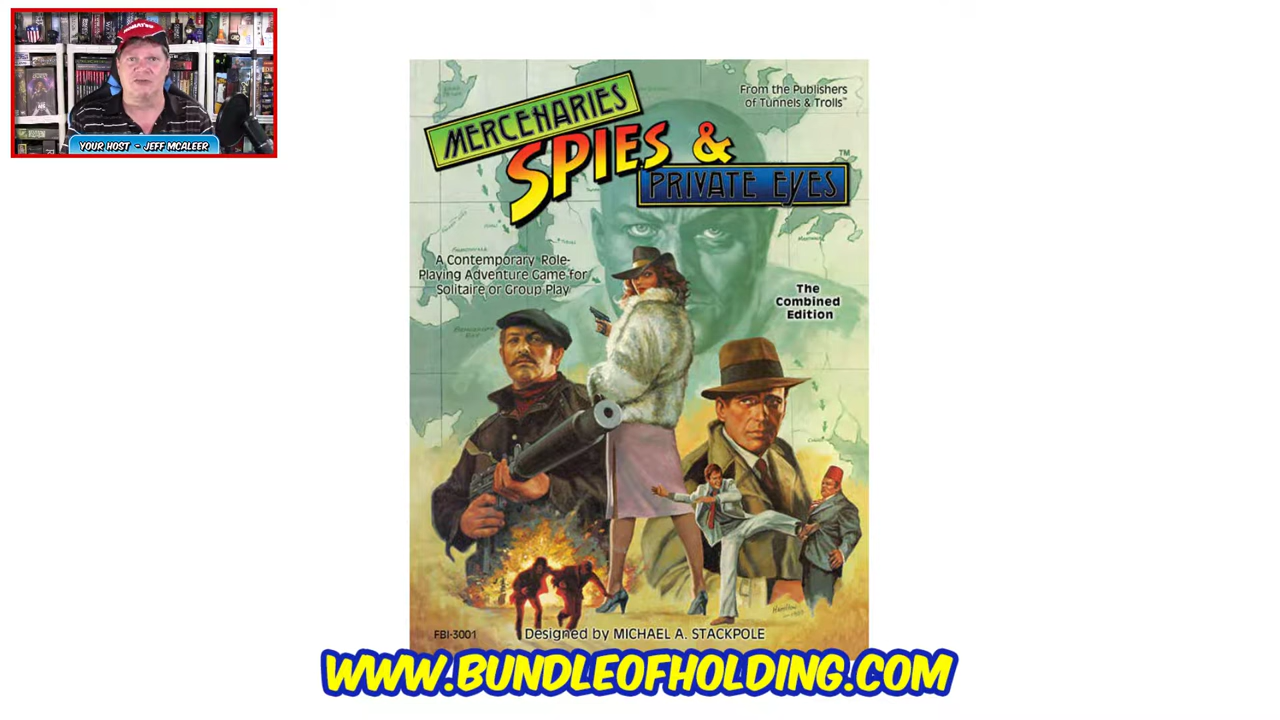 YOUR HOST - JEFF MCALEER
MERCENARIES
SPIES &
PRIVATE EYES
TM
From the Publishers
of Tunnels & Trolls™
A Contemporary Role-
Playing Adventure Game for
Solitaire or Group Play
The
Combined
Edition
FBI-3001
Designed by MICHAEL A. STACKPOLE
WWW.BUNDLEOFHOLDING.COM